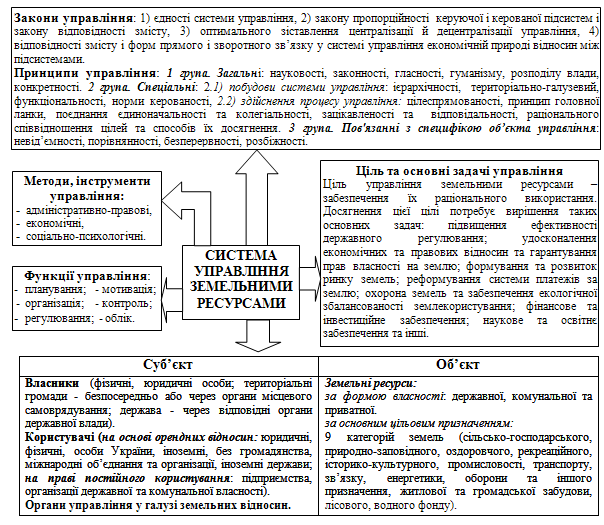 Закони управління: 1) єдності системи управління, 2) закону пропорційності керуючої і керованої підсистем і
закону відповідності змісту, 3) оптимального зіставлення централізації й децентралізації управління, 4)
відповідності змісту і форм прямого і зворотного зв’язку у системі управління економічній природі відносин між
підсистемами.
Принципи управління: 1 група. Загальні: науковості, законності, гласності, гуманізму, розподілу влади,
конкретності. 2 група. Спеціальні: 2.1) побудови системи управління: ієрархічності, територіально-галузевий,
функціональності, норми керованості, 2.2) здійснення процесу управління: цілеспрямованості, принцип головної
ланки, поєднання единоначальності та колегіальності, зацікавленості та відповідальності, раціонального
співвідношення цілей та способів їх досягнення. 3 група. Пов’язанні з специфікою об’єкта управління:
невід’ємності, порівнянності, безперервності, розбіжності.
Методи, інструменти
управління:
- адміністративно-правові,
- економічні,
- соціально-психологічні.
Функції управління:
- планування; - мотивація;
- організація; - контроль;
- регулювання; - облік.
СИСТЕМА
УПРАВЛІННЯ
ЗЕМЕЛЬНИМИ
РЕСУРСАМИ
Ціль та основні задачі управління
Ціль управління земельними ресурсами –
забезпечення їх раціонального використання.
Досягнення цієї цілі потребує вирішення таких
основних задач: підвищення ефективності
державного регулювання; удосконалення
економічних та правових відносин та гарантування
прав власності на землю; формування та розвиток
ринку земель; реформування системи платежів за
землю; охорона земель та забезпечення екологічної
збалансованості землекористування; фінансове та
інвестиційне забезпечення; наукове та освітнє
забезпечення та інші.
Суб’єкт
Власники (фізичні, юридичні особи; територіальні
громади - безпосередньо або через органи місцевого
самоврядування; держава - через відповідні органи
державної влади).
Користувачі (на основі орендних відносин: юридичні,
фізичні, особи України, іноземні, без громадянства,
міжнародні об’єднання та організації, іноземні держави;
на праві постійного користування: підприємства,
організації державної та комунальної власності).
Органи управління у галузі земельних відносин.
Об’єкт
Земельні ресурси:
за формою власності: державної, комунальної та
приватної.
за основним цільовим призначенням:
9 категорій земель (сільсько-господарського,
природно-заповідного, оздоровчого, рекреаційного,
історико-культурного, промисловості, транспорту,
зв’язку, енергетики, оборони та іншого
призначення, житлової та громадської забудови,
лісового, водного фонду).